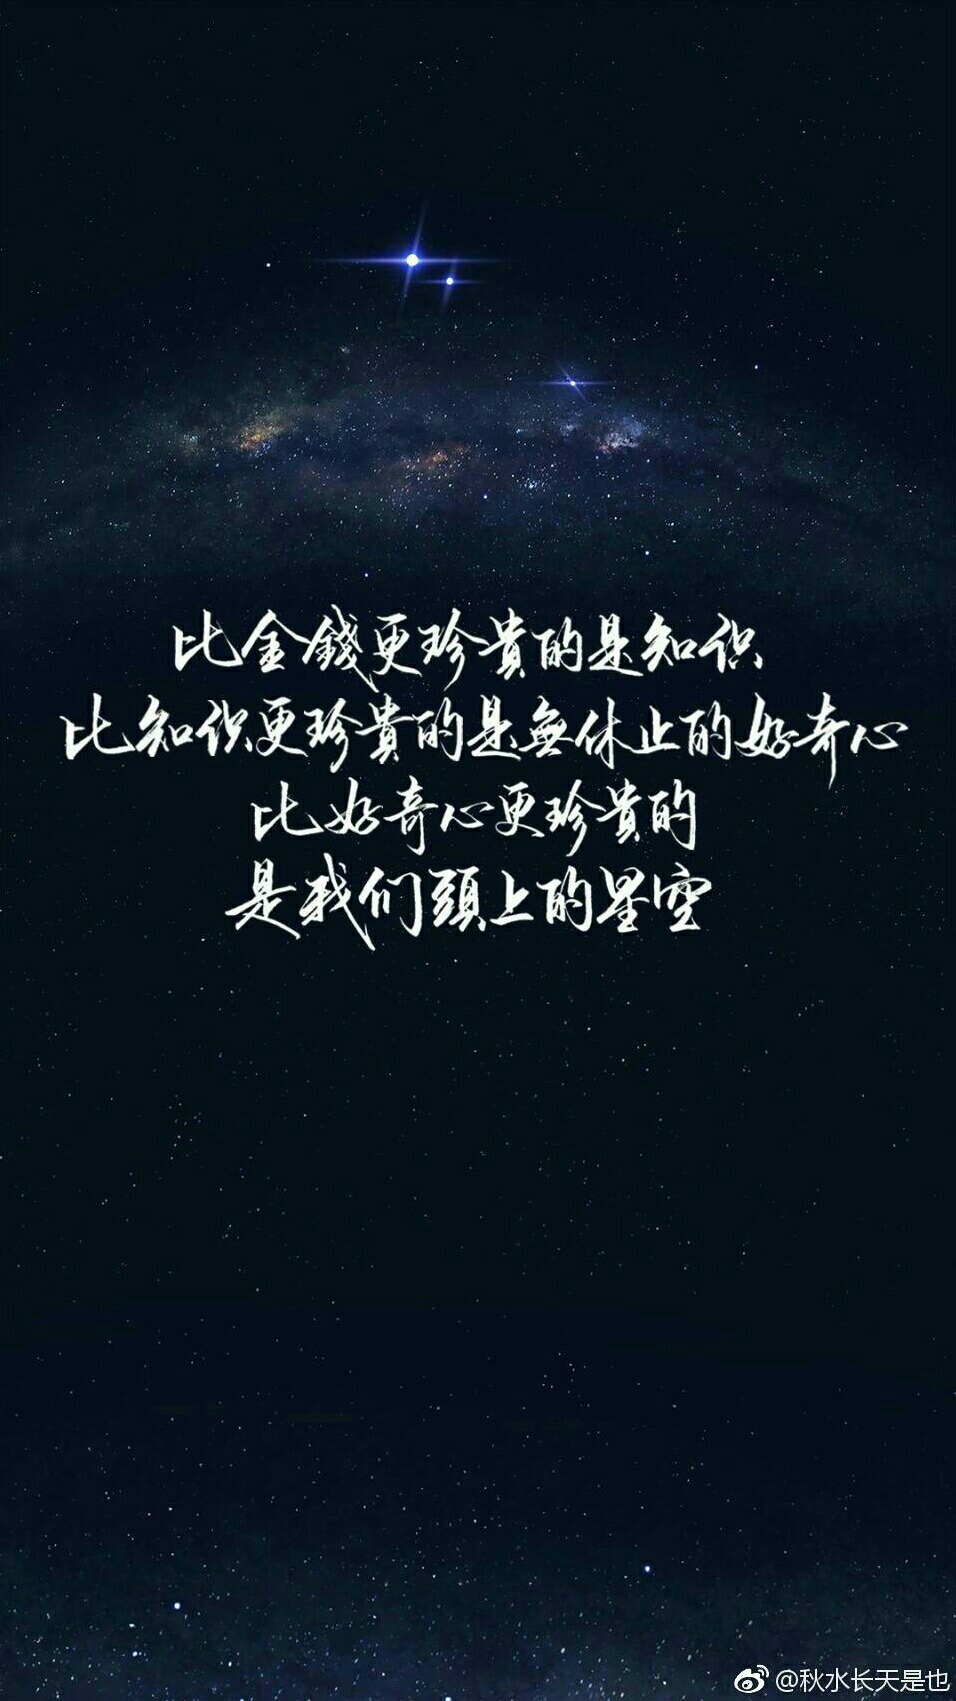 比金錢更珍貴的是知识
比知识更珍貴的是無休止的好奇心
比好奇心更珍貴的
是我们頭上的星空
@秋水长天是也